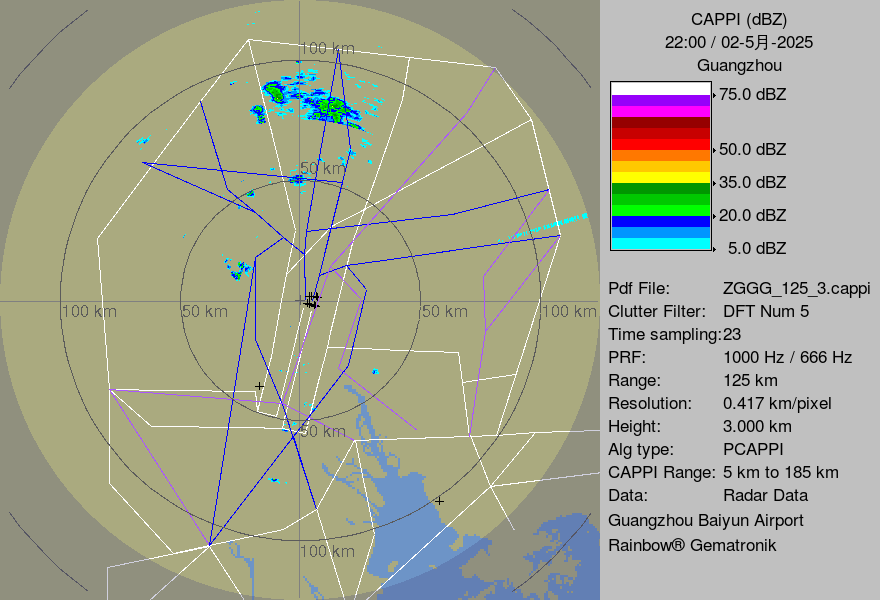 100 km
50 km
100 km
50 km
50 km
100 km
50 km
100 km
CAPPI (dBZ)
22:00 / 02-5月-2025
Guangzhou
75.0 dBZ
50.0 dBZ
35.0 dBZ
20.0 dBZ
5.0 dBZ
Pdf File: ZGGG_125_3.cappi
Clutter Filter: DFT Num 5
Time sampling:23
PRF: 1000 Hz / 666 Hz
Range: 125 km
Resolution: 0.417 km/pixel
Height: 3.000 km
Alg type: PCAPPI
CAPPI Range: 5 km to 185 km
Data: Radar Data
Guangzhou Baiyun Airport
Rainbow® Gematronik